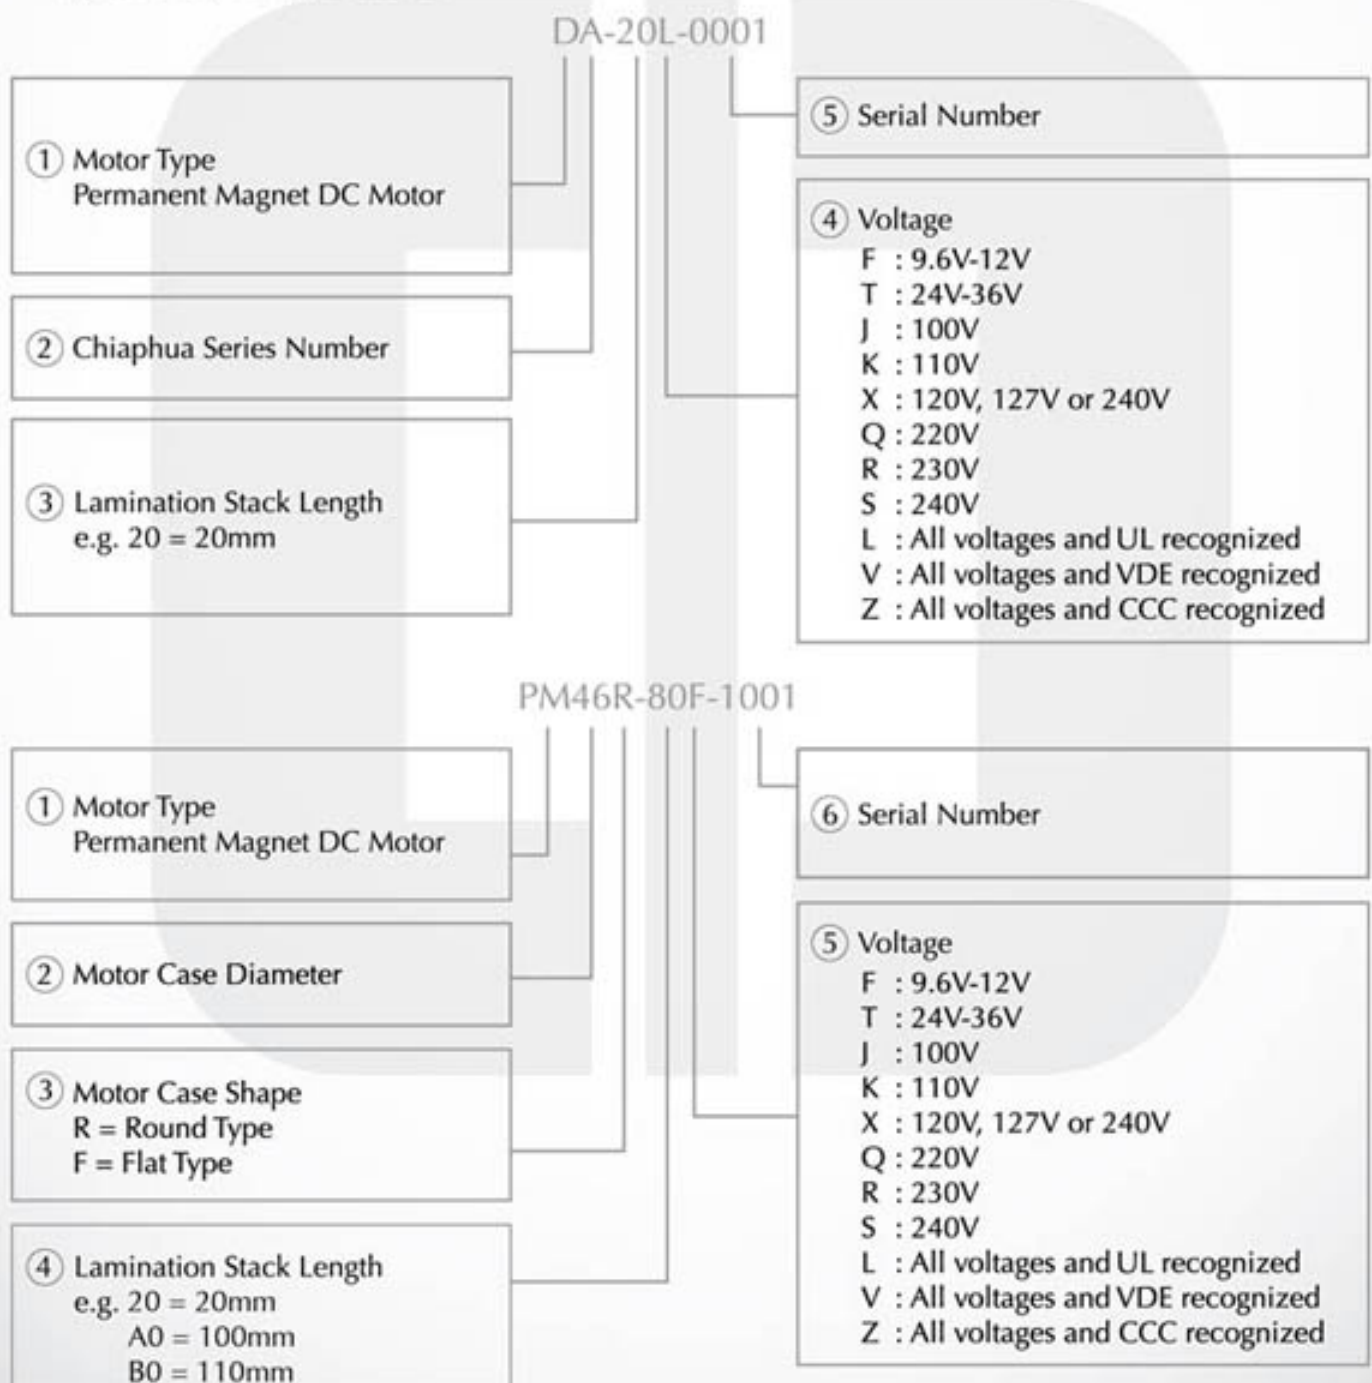 DA-20L-0001
① Motor Type
Permanent Magnet DC Motor
② Chiaphua Series Number
③ Lamination Stack Length
e.g. 20 = 20mm
⑤ Serial Number
④ Voltage
F : 9.6V-12V
T : 24V-36V
J : 100V
K : 110V
X : 120V, 127V or 240V
Q : 220V
R : 230V
S : 240V
L : All voltages and UL recognized
V : All voltages and VDE recognized
Z : All voltages and CCC recognized
PM46R-80F-1001
① Motor Type
Permanent Magnet DC Motor
② Motor Case Diameter
③ Motor Case Shape
R = Round Type
F = Flat Type
④ Lamination Stack Length
e.g. 20 = 20mm
A0 = 100mm
B0 = 110mm
⑥ Serial Number
⑤ Voltage
F : 9.6V-12V
T : 24V-36V
J : 100V
K : 110V
X : 120V, 127V or 240V
Q : 220V
R : 230V
S : 240V
L : All voltages and UL recognized
V : All voltages and VDE recognized
Z : All voltages and CCC recognized